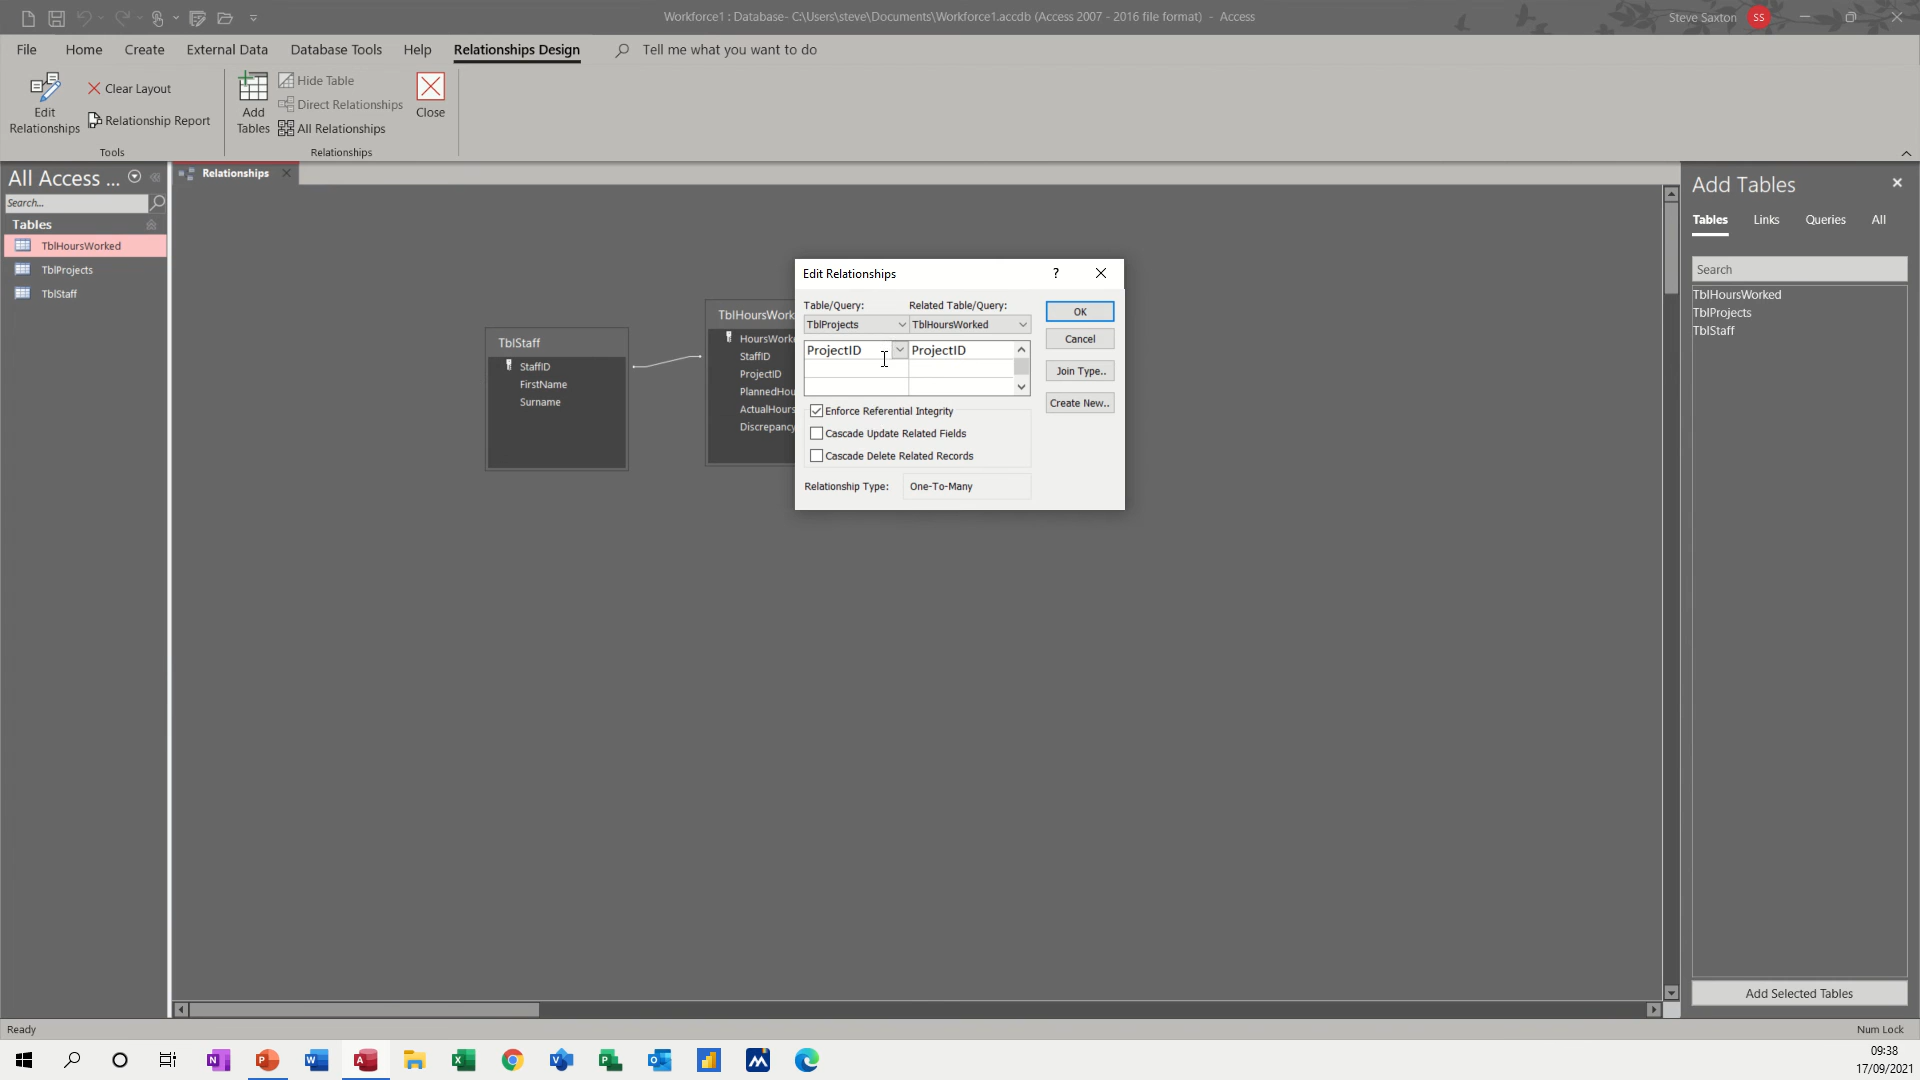 Workforce1 : Database- C:\Users\steve\Documents\Workforce1.accdb (Access 2007 - 2016 file format) - Access
Steve Saxton
SS
File
Home
Create
External Data
Database Tools
Help
Relationships Design
Tell me what you want to do
Edit
Relationships
Clear Layout
Relationship Report
Tools
Add
Tables
Hide Table
Direct Relationships
All Relationships
Relationships
Close
All Access ...
Search...
Tables
TblHoursWorked
TblProjects
TblStaff
Relationships
TblStaff
StaffID
FirstName
Surname
TblHoursWork
HoursWorke
StaffID
ProjectID
PlannedHou
ActualHours
Discrepancy
Edit Relationships
?
Table/Query:
Related Table/Query:
TblProjects
TblHoursWorked
ProjectID
ProjectID
OK
Cancel
Join Type..
Create New..
Enforce Referential Integrity
Cascade Update Related Fields
Cascade Delete Related Records
Relationship Type:
One-To-Many
Add Tables
Tables
Links
Queries
All
Search
TblHoursWorked
TblProjects
TblStaff
Add Selected Tables
Ready
Num Lock
09:38
17/09/2021